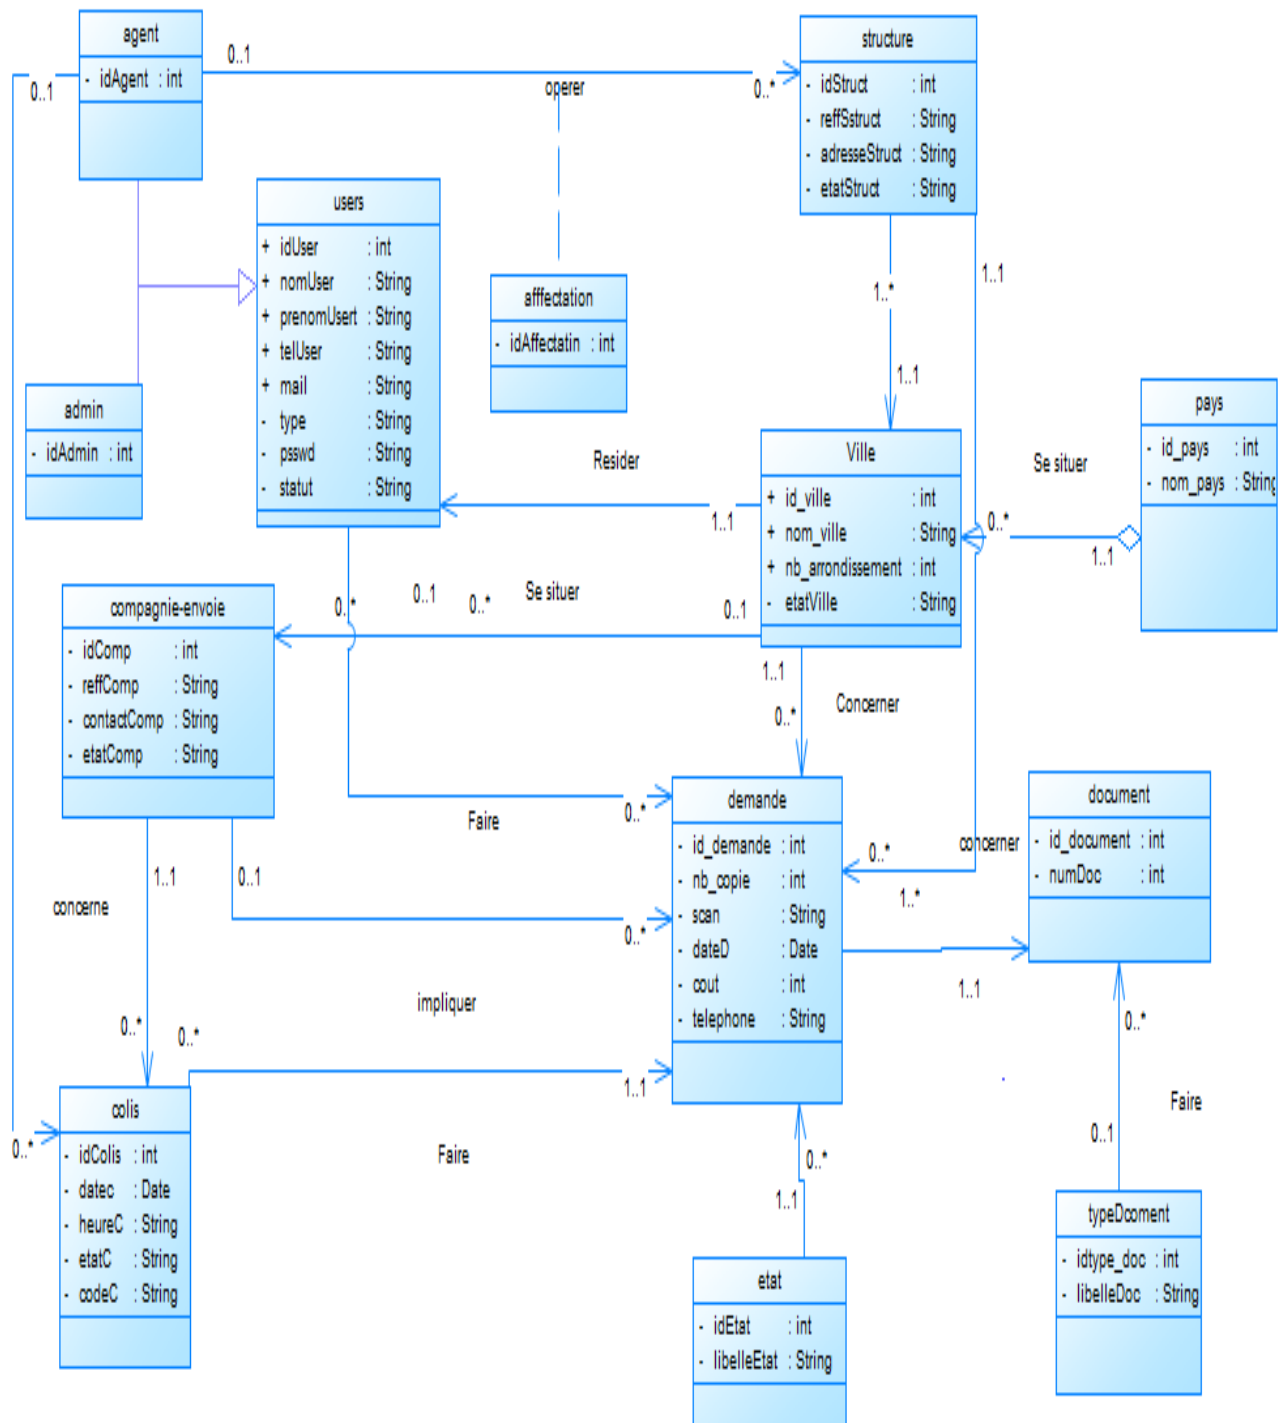 agent
- idAgent : int
0..1
0..1
operer
0..*
structure
- idStruct : int
- reffSstruct : String
- adresseStruct : String
- etatStruct : String
users
+ idUser : int
+ nomUser : String
+ prenomUsert : String
+ telUser : String
+ mail : String
- type : String
- psswd : String
- statut : String
afffectation
- idAffectatin : int
1..*
1..1
1..1
admin
- idAdmin : int
pays
- id_pays : int
- nom_pays : String
Resider
1..1
Ville
+ id_ville : int
+ nom_ville : String
+ nb_arrondissement : int
- etatVille : String
Se situer
0..*
1..1
compagnie-envoie
- idComp : int
- reffComp : String
- contactComp : String
- etatComp : String
0..*
0..1
0..*
Se situer
0..1
1..1
0..*
Concerner
Faire
0..*
demande
- id_demande : int
- nb_copie : int
- scan : String
- dateD : Date
- cout : int
- telephone : String
document
- id_document : int
- numDoc : int
concerner
0..*
1..*
1..1
1..1
0..1
concerne
0..*
impliquer
0..*
0..*
1..1
0..*
0..1
Faire
colis
- idColis : int
- datec : Date
- heureC : String
- etatC : String
- codeC : String
0..*
Faire
0..*
1..1
etat
- idEtat : int
- libelleEtat : String
typeDcoment
- idtype_doc : int
- libelleDoc : String